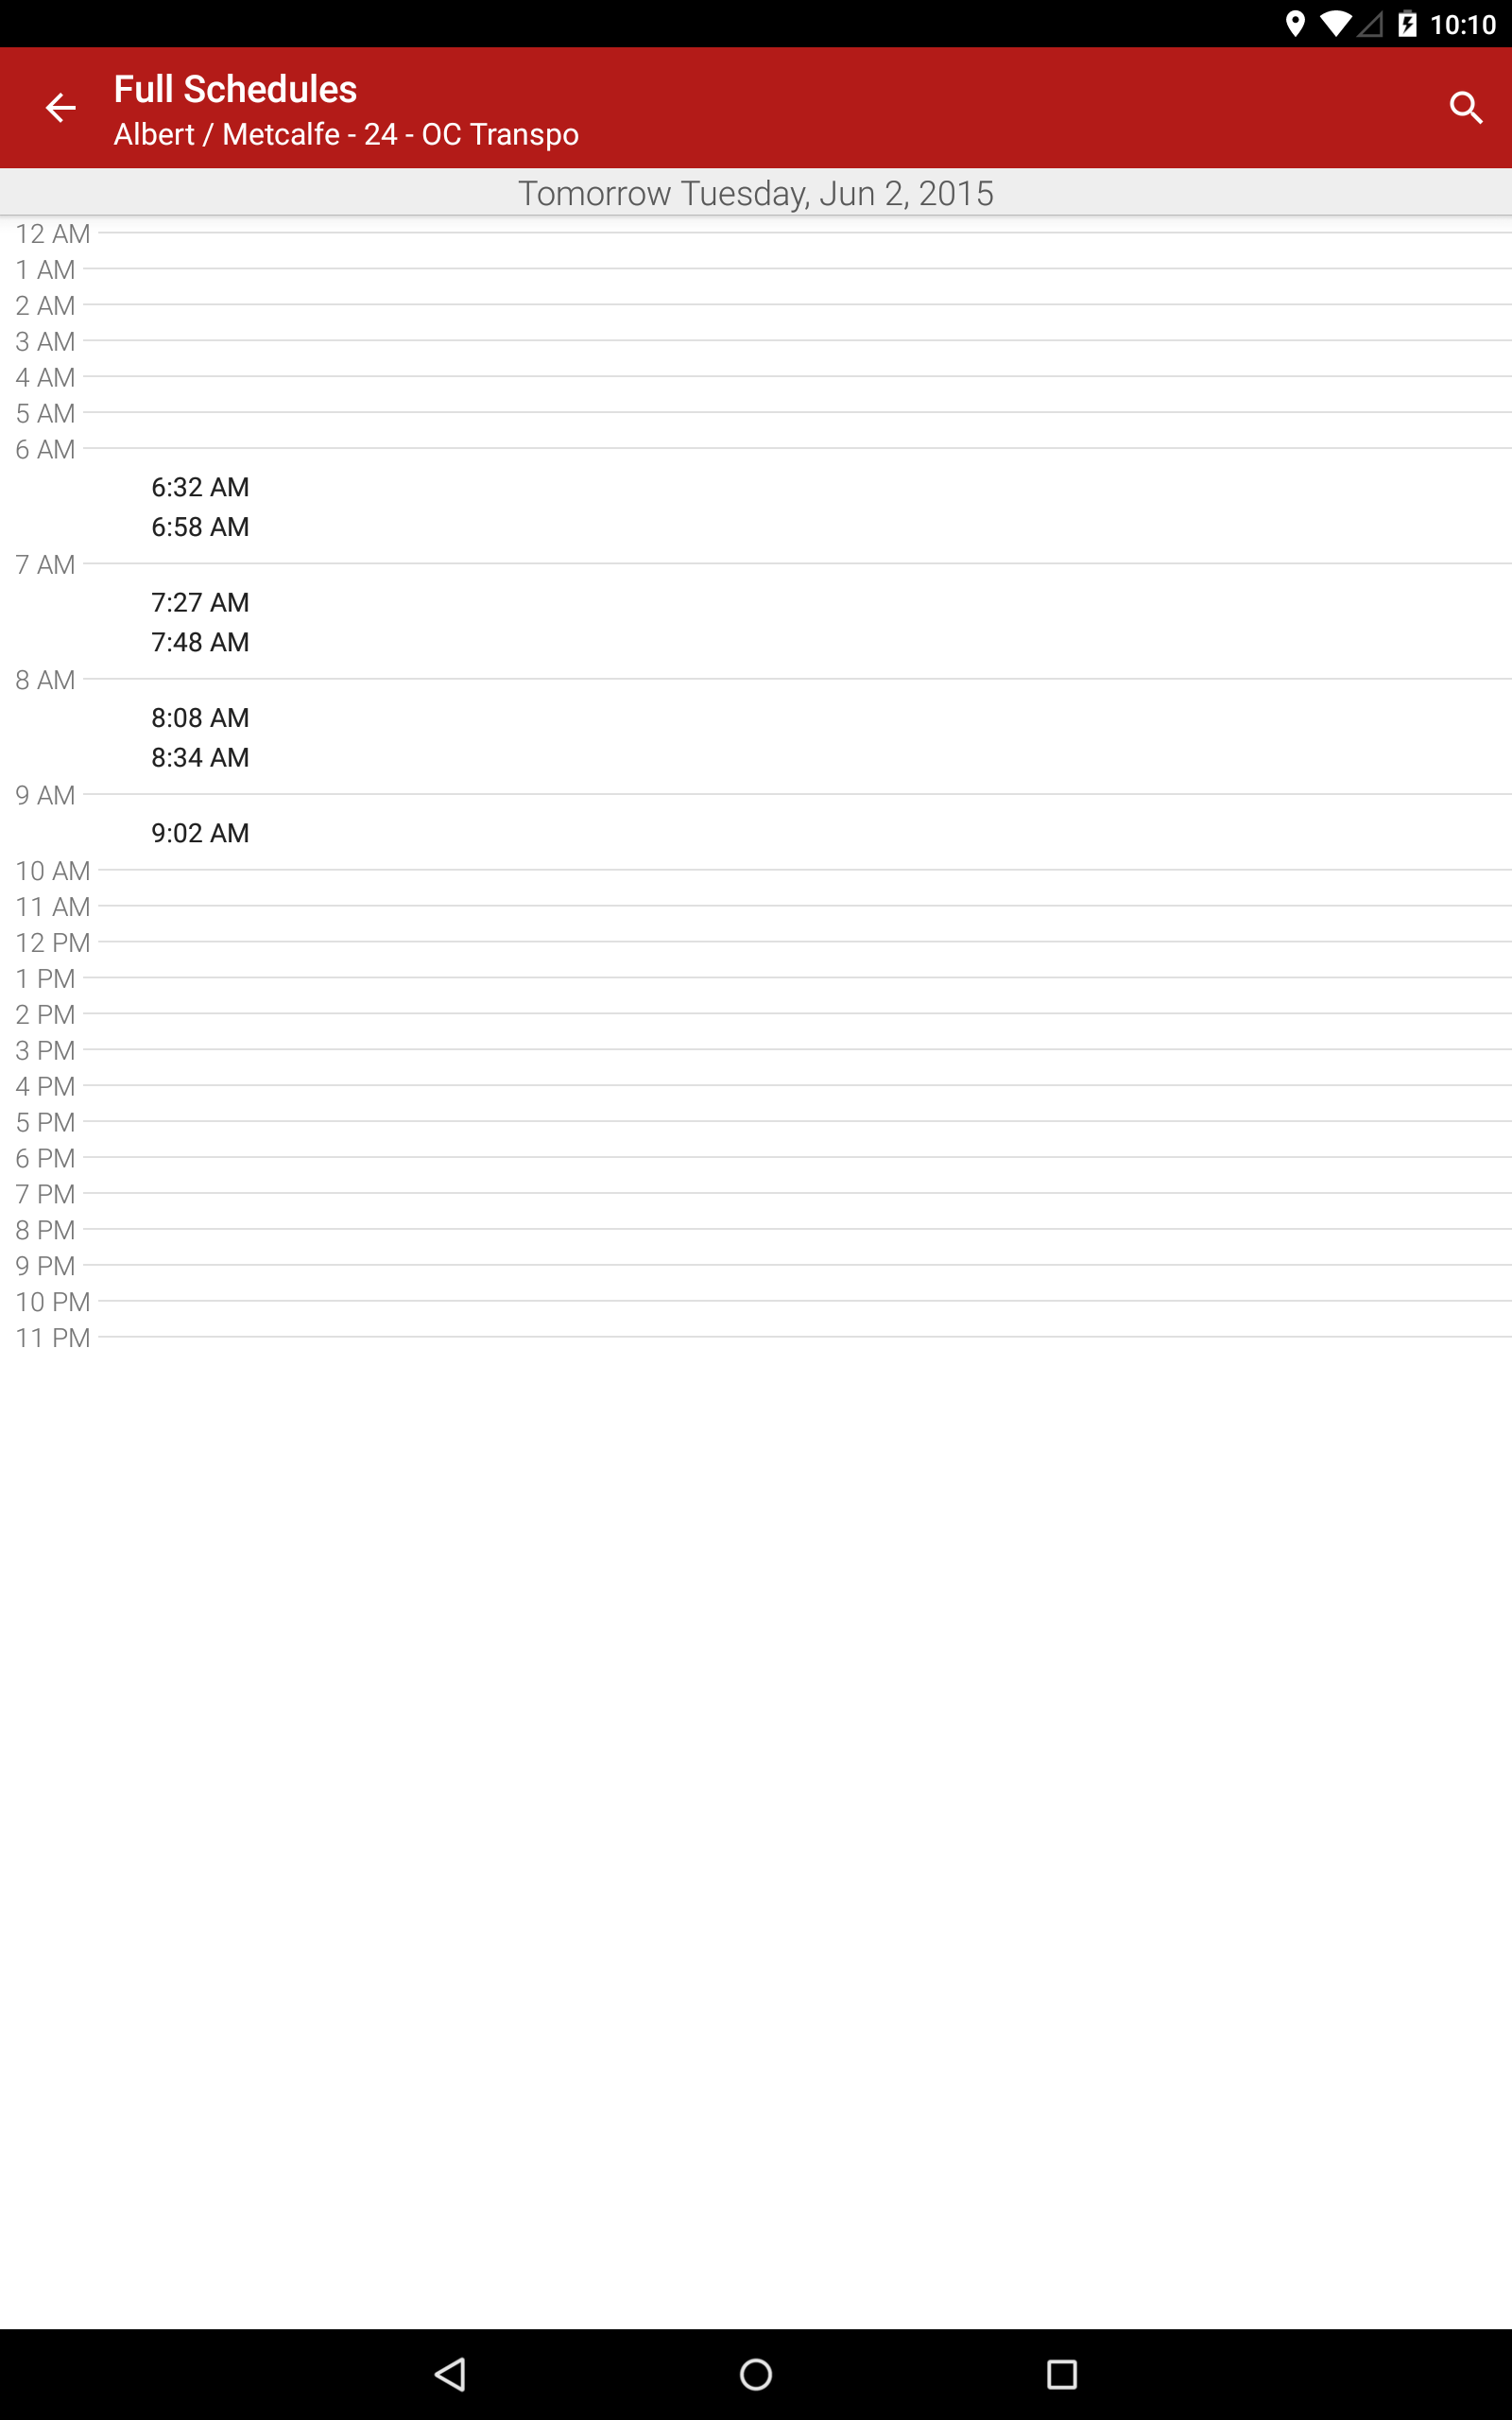 10:10
Full Schedules
Albert / Metcalfe - 24 - OC Transpo
Tomorrow Tuesday, Jun 2, 2015
12 AM
1 AM
2 AM
3 AM
4 AM
5 AM
6 AM
6:32 AM
6:58 AM
7 AM
7:27 AM
7:48 AM
8 AM
8:08 AM
8:34 AM
9 AM
9:02 AM
10 AM
11 AM
12 PM
1 PM
2 PM
3 PM
4 PM
5 PM
6 PM
7 PM
8 PM
9 PM
10 PM
11 PM